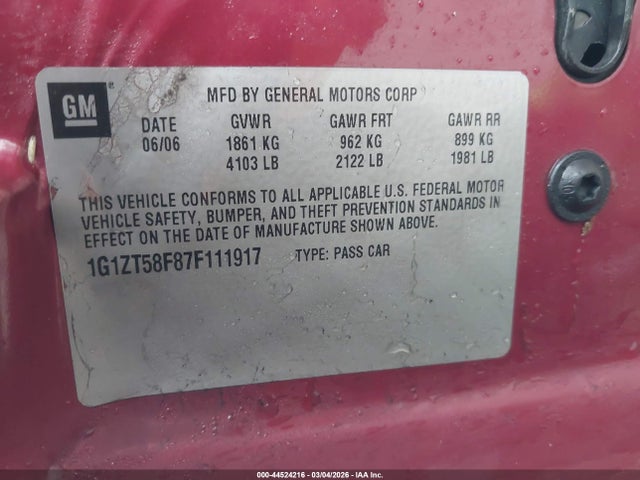 GM
MFD BY GENERAL MOTORS CORP
DATE GVWR GAWR FRT GAWR RR
06/06 1861 KG 962 KG 899 KG
4103 LB 2122 LB 1981 LB
THIS VEHICLE CONFORMS TO ALL APPLICABLE U.S. FEDERAL MOTOR
VEHICLE SAFETY, BUMPER, AND THEFT PREVENTION STANDARDS IN
EFFECT ON THE DATE OF MANUFACTURE SHOWN ABOVE.
1G1ZT58F87F111917 TYPE: PASS CAR
000-44524216 - 03/04/2026 - IAA Inc.